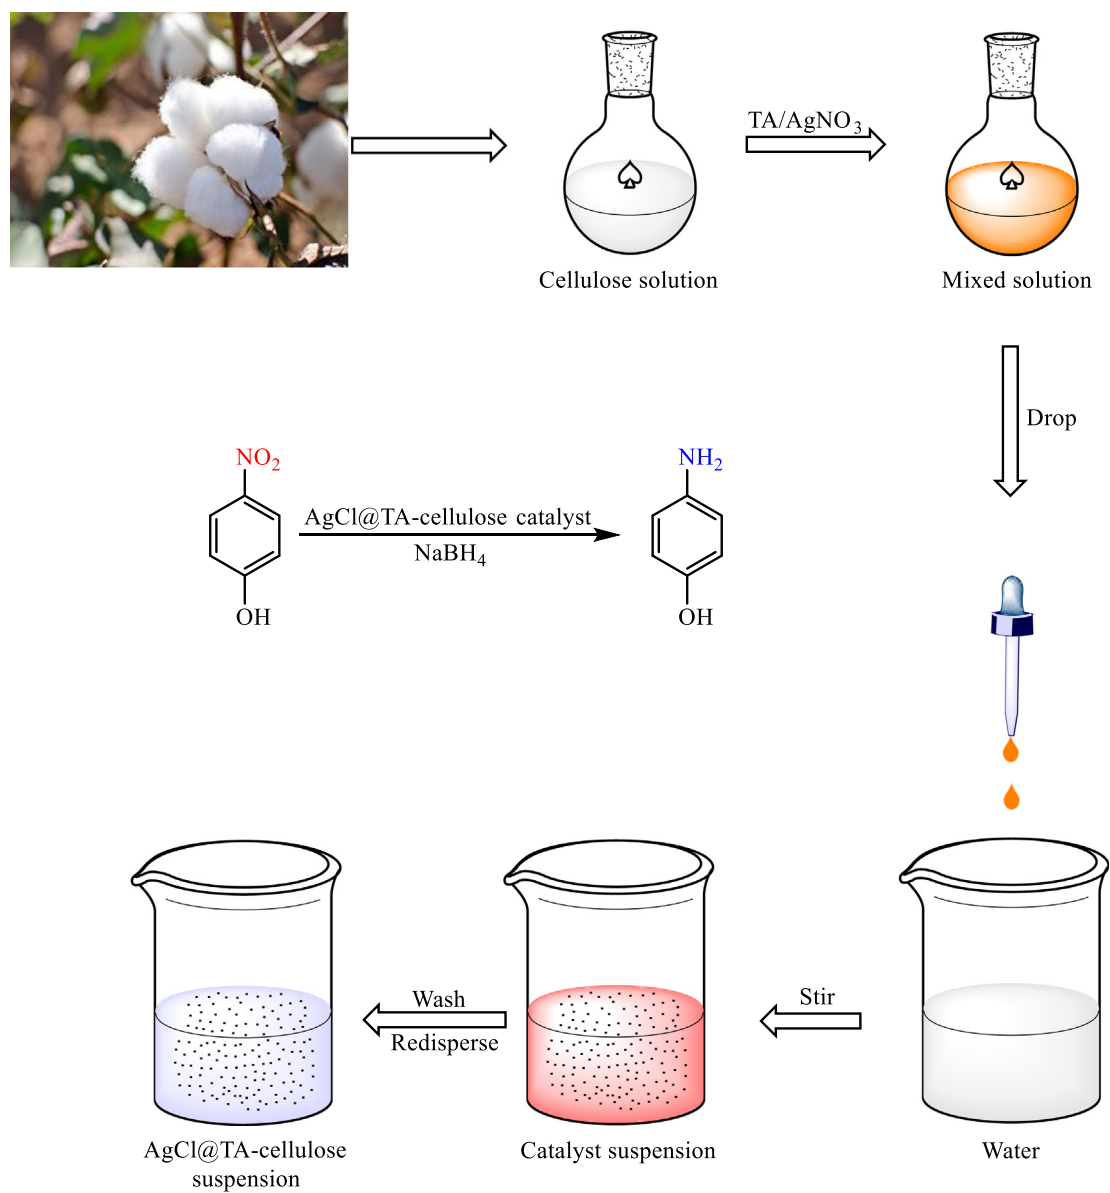 TA/AgNO3
Cellulose solution
Mixed solution
Drop
NO2
NH2
AgCl@TA-cellulose catalyst
NaBH4
OH
OH
Stir
Wash
Redisperse
AgCl@TA-cellulose
suspension
Catalyst suspension
Water